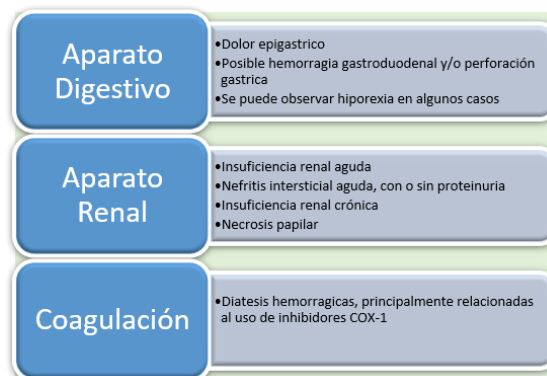 Aparato
Digestivo
•Dolor epigastrico
•Posible hemorragia gastroduodenal y/o perforación
gastrica
•Se puede observar hiporexia en algunos casos
Aparato
Renal
•Insuficiencia renal aguda
•Nefritis intersticial aguda, con o sin proteinuria
•Insuficiencia renal crónica
•Necrosis papilar
Coagulación
•Diatesis hemorragicas, principalmente relacionadas
al uso de inhibidores COX-1